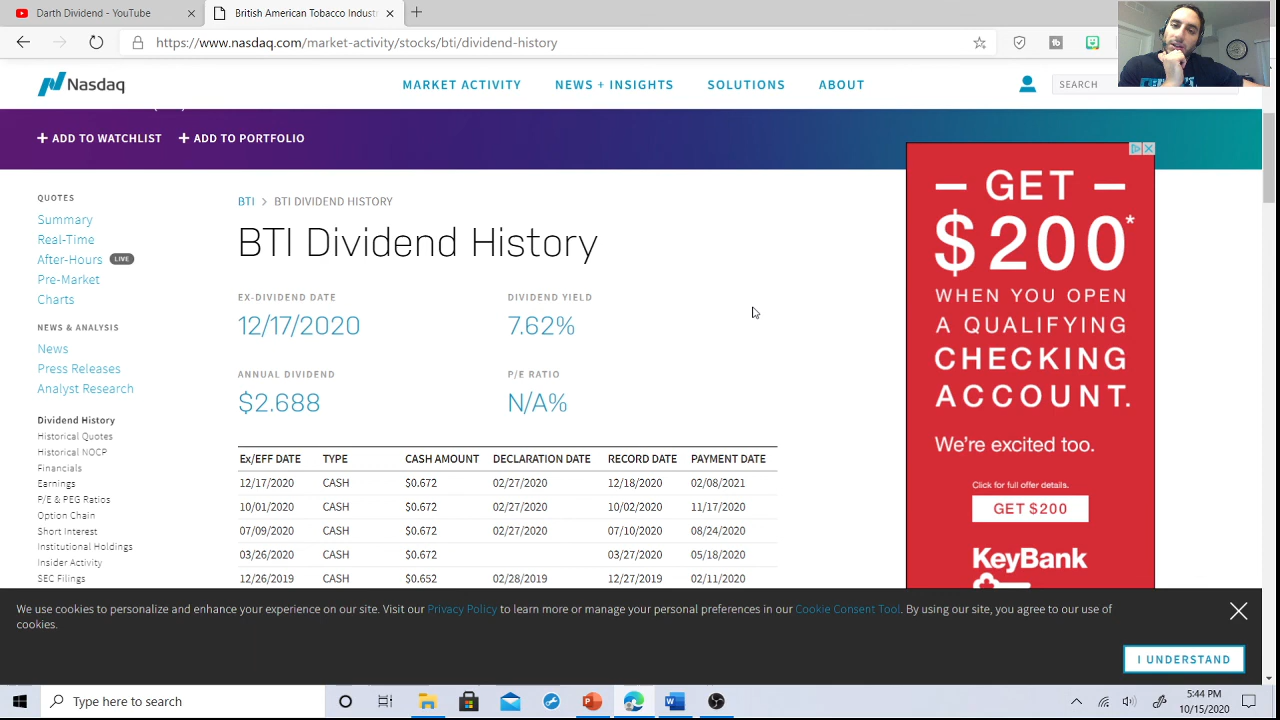 Darth Dividend - YouTube
British American Tobacco Indust
https://www.nasdaq.com/market-activity/stocks/bti/dividend-history
Nasdaq
MARKET ACTIVITY NEWS + INSIGHTS SOLUTIONS ABOUT
SEARCH
+ ADD TO WATCHLIST + ADD TO PORTFOLIO
QUOTES
Summary
Real-Time
After-Hours LIVE
Pre-Market
Charts
NEWS & ANALYSIS
News
Press Releases
Analyst Research
Dividend History
Historical Quotes
Historical NOCP
Financials
Earnings
P/E & PEG Ratios
Option Chain
Short Interest
Institutional Holdings
Insider Activity
SEC Filings
BTI > BTI DIVIDEND HISTORY
BTI Dividend History
EX-DIVIDEND DATE
12/17/2020
DIVIDEND YIELD
7.62%
ANNUAL DIVIDEND
$2.688
P/E RATIO
N/A%
Ex/EFF DATE TYPE CASH AMOUNT DECLARATION DATE RECORD DATE PAYMENT DATE
12/17/2020 CASH $0.672 02/27/2020 12/18/2020 02/08/2021
10/01/2020 CASH $0.672 02/27/2020 10/02/2020 11/17/2020
07/09/2020 CASH $0.672 02/27/2020 07/10/2020 08/24/2020
03/26/2020 CASH $0.672 03/27/2020 05/18/2020
12/26/2019 CASH $0.652 02/28/2019 12/27/2019 02/11/2020
— GET —
$200*
WHEN YOU OPEN
A QUALIFYING
CHECKING
ACCOUNT.
We're excited too.
Click for full offer details.
GET $200
KeyBank
We use cookies to personalize and enhance your experience on our site. Visit our Privacy Policy to learn more or manage your personal preferences in our Cookie Consent Tool. By using our site, you agree to our use of
cookies.
I UNDERSTAND
Type here to search
5:44 PM
10/15/2020